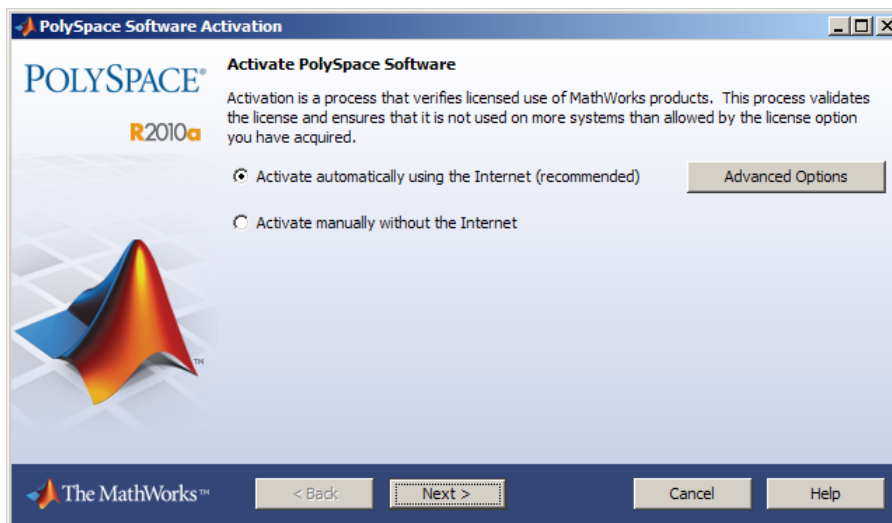 PolySpace Software Activation
POLYSPACE®
R2010a
Activate PolySpace Software
Activation is a process that verifies licensed use of MathWorks products. This process validates
the license and ensures that it is not used on more systems than allowed by the license option
you have acquired.
Activate automatically using the Internet (recommended)
Advanced Options
Activate manually without the Internet
TM
The MathWorks™
< Back
Next >
Cancel
Help